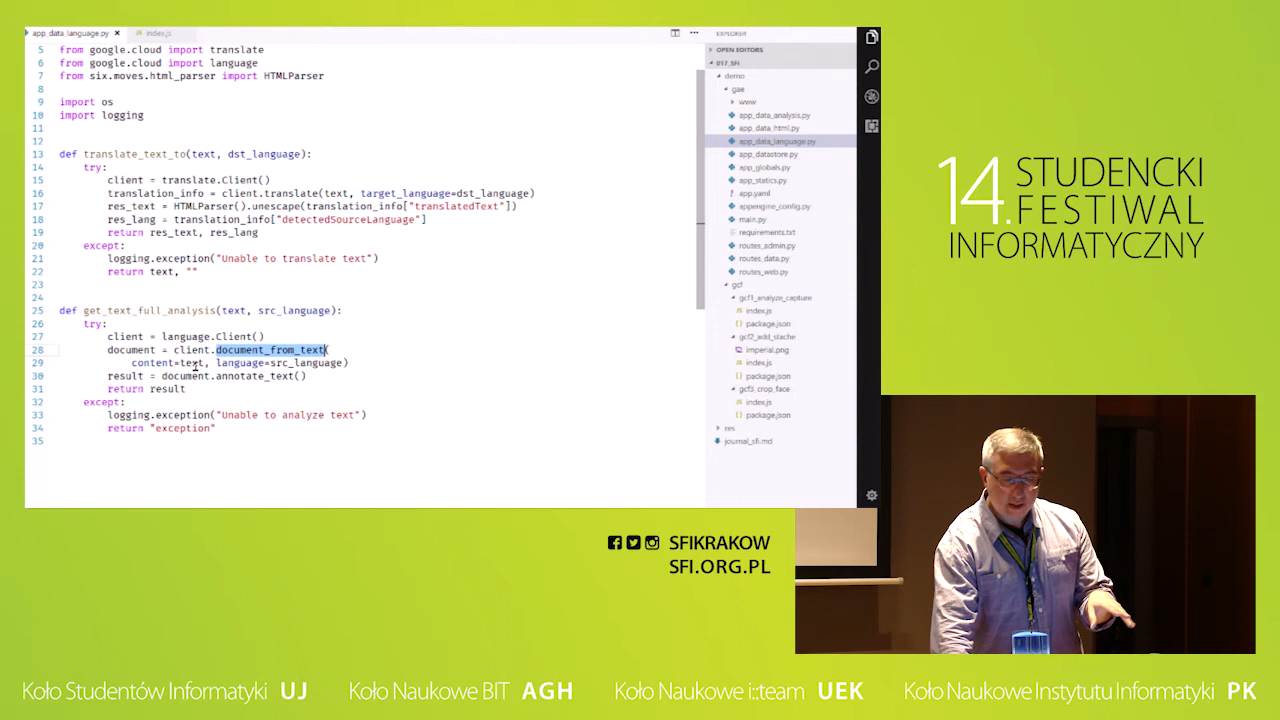 app_data_language.py ×
index.js
5 from google.cloud import translate
6 from google.cloud import language
7 from six.moves.html_parser import HTMLParser
8
9 import os
10 import logging
11
12
13 def translate_text_to(text, dst_language):
14 try:
15 client = translate.Client()
16 translation_info = client.translate(text, target_language=dst_language)
17 res_text = HTMLParser().unescape(translation_info["translatedText"])
18 res_lang = translation_info["detectedSourceLanguage"]
19 return res_text, res_lang
20 except:
21 logging.exception("Unable to translate text")
22 return text, ""
23
24
25 def get_text_full_analysis(text, src_language):
26 try:
27 client = language.Client()
28 document = client.document_from_text(
29 content=text, language=src_language)
30 result = document.annotate_text()
31 return result
32 except:
33 logging.exception("Unable to analyze text")
34 return "exception"
35
EXPLORER
OPEN EDITORS
017_SFI
demo
gae
www
app_data_analysis.py
app_data_html.py
app_data_language.py
app_datastore.py
app_globals.py
app_statics.py
app.yaml
appengine_config.py
main.py
requirements.txt
routes_admin.py
routes_data.py
routes_web.py
gcf
gcf1_analyze_capture
index.js
package.json
gcf2_add_stache
imperial.png
index.js
package.json
gcf3_crop_face
index.js
package.json
res
journal_sfi.md
14. STUDENCKI
FESTIWAL
INFORMATYCZNY
SFIKRAKOW
SFI.ORG.PL
Koło Studentów Informatyki UJ
Koło Naukowe BIT AGH
Koło Naukowe i::team UEK
Koło Naukowe Instytutu Informatyki PK